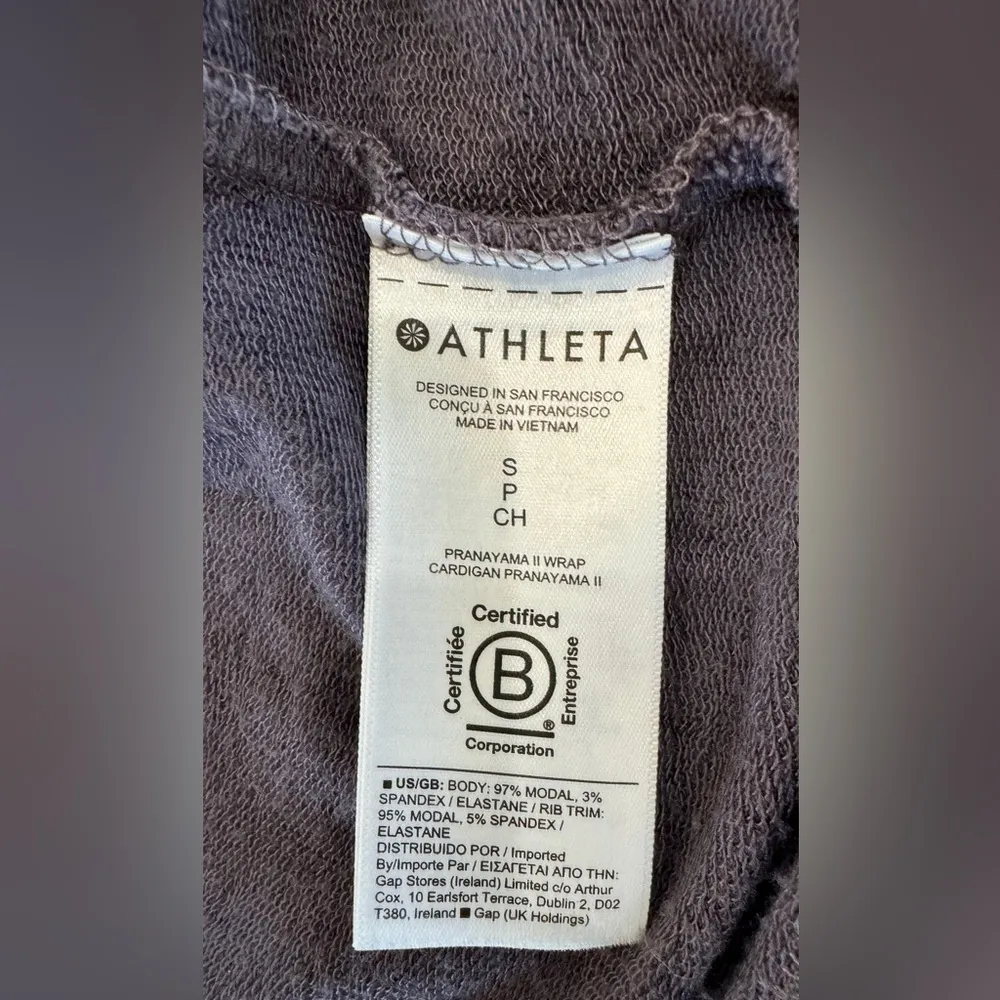 ATHLETA
DESIGNED IN SAN FRANCISCO
CONÇU À SAN FRANCISCO
MADE IN VIETNAM
S
P
CH
PRANAYAMA II WRAP
CARDIGAN PRANAYAMA II
Certified
Certifiée
B
Entreprise
®
Corporation
■ US/GB: BODY: 97% MODAL, 3%
SPANDEX / ELASTANE / RIB TRIM:
95% MODAL, 5% SPANDEX /
ELASTANE
DISTRIBUIDO POR / Imported
By/Importe Par / ΕΙΣΑΓΕΤΑΙ ΑΠΟ ΤΗΝ:
Gap Stores (Ireland) Limited c/o Arthur
Cox, 10 Earlsfort Terrace, Dublin 2, D02
T380, Ireland ■ Gap (UK Holdings)